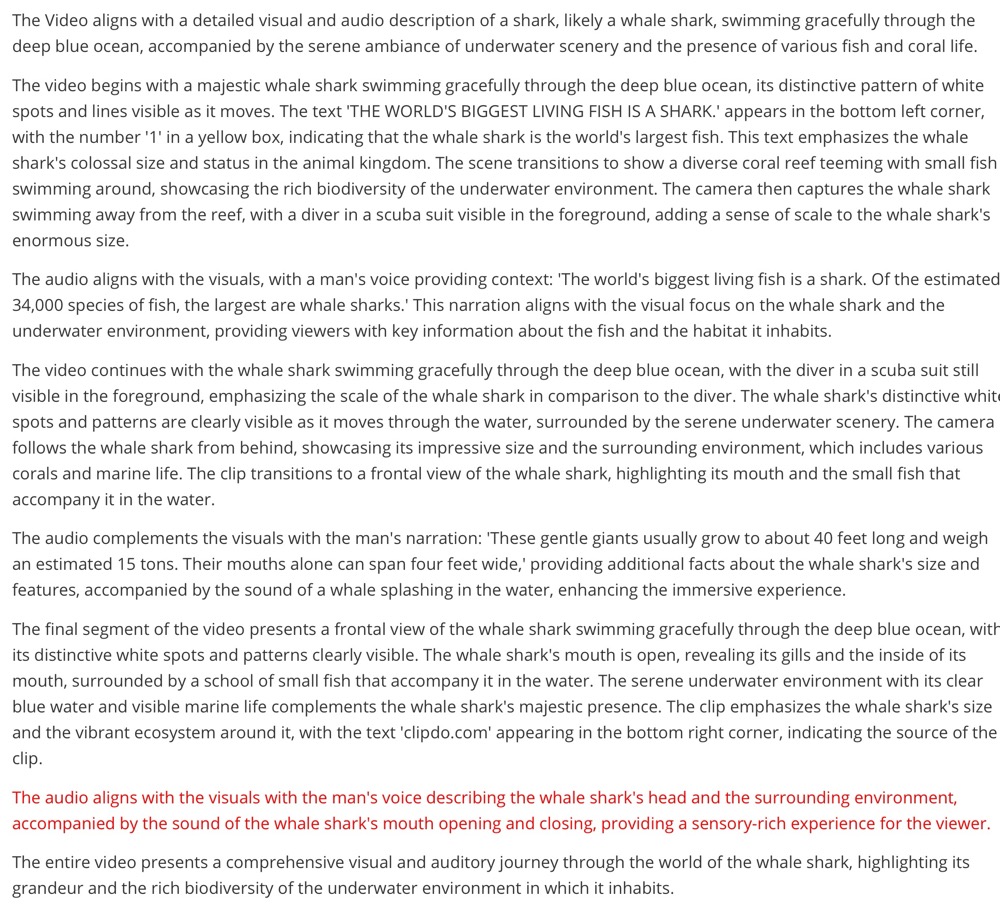 The Video aligns with a detailed visual and audio description of a shark, likely a whale shark, swimming gracefully through the
deep blue ocean, accompanied by the serene ambiance of underwater scenery and the presence of various fish and coral life.
The video begins with a majestic whale shark swimming gracefully through the deep blue ocean, its distinctive pattern of white
spots and lines visible as it moves. The text 'THE WORLD'S BIGGEST LIVING FISH IS A SHARK.' appears in the bottom left corner,
with the number '1' in a yellow box, indicating that the whale shark is the world's largest fish. This text emphasizes the whale
shark's colossal size and status in the animal kingdom. The scene transitions to show a diverse coral reef teeming with small fish
swimming around, showcasing the rich biodiversity of the underwater environment. The camera then captures the whale shark
swimming away from the reef, with a diver in a scuba suit visible in the foreground, adding a sense of scale to the whale shark's
enormous size.
The audio aligns with the visuals, with a man's voice providing context: 'The world's biggest living fish is a shark. Of the estimated
34,000 species of fish, the largest are whale sharks.' This narration aligns with the visual focus on the whale shark and the
underwater environment, providing viewers with key information about the fish and the habitat it inhabits.
The video continues with the whale shark swimming gracefully through the deep blue ocean, with the diver in a scuba suit still
visible in the foreground, emphasizing the scale of the whale shark in comparison to the diver. The whale shark's distinctive white
spots and patterns are clearly visible as it moves through the water, surrounded by the serene underwater scenery. The camera
follows the whale shark from behind, showcasing its impressive size and the surrounding environment, which includes various
corals and marine life. The clip transitions to a frontal view of the whale shark, highlighting its mouth and the small fish that
accompany it in the water.
The audio complements the visuals with the man's narration: 'These gentle giants usually grow to about 40 feet long and weigh
an estimated 15 tons. Their mouths alone can span four feet wide,' providing additional facts about the whale shark's size and
features, accompanied by the sound of a whale splashing in the water, enhancing the immersive experience.
The final segment of the video presents a frontal view of the whale shark swimming gracefully through the deep blue ocean, with
its distinctive white spots and patterns clearly visible. The whale shark's mouth is open, revealing its gills and the inside of its
mouth, surrounded by a school of small fish that accompany it in the water. The serene underwater environment with its clear
blue water and visible marine life complements the whale shark's majestic presence. The clip emphasizes the whale shark's size
and the vibrant ecosystem around it, with the text 'clipdo.com' appearing in the bottom right corner, indicating the source of the
clip.
The audio aligns with the visuals with the man's voice describing the whale shark's head and the surrounding environment,
accompanied by the sound of the whale shark's mouth opening and closing, providing a sensory-rich experience for the viewer.
The entire video presents a comprehensive visual and auditory journey through the world of the whale shark, highlighting its
grandeur and the rich biodiversity of the underwater environment in which it inhabits.